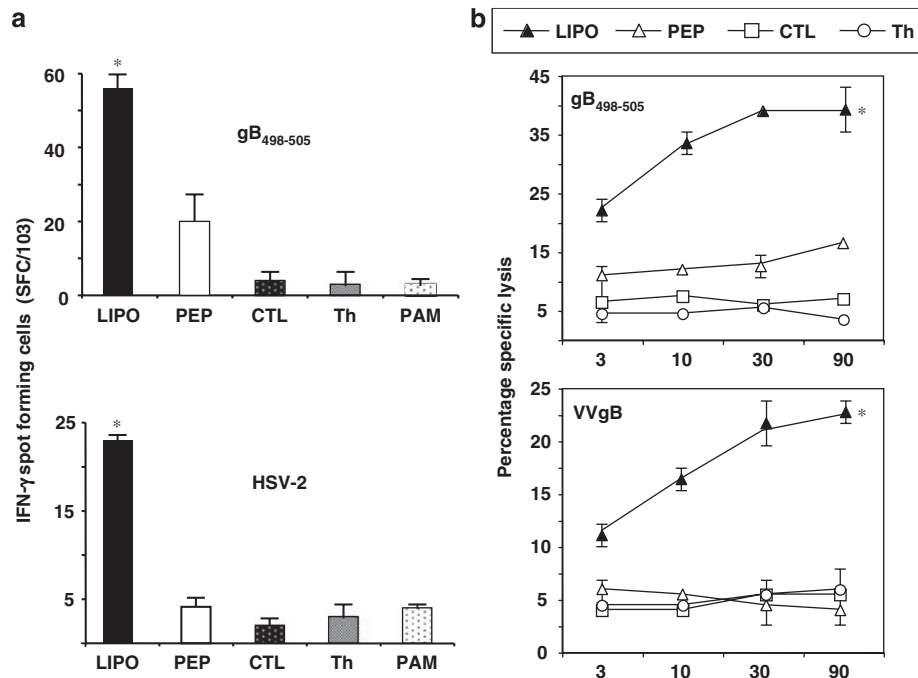 a
b
LIPO PEP CTL Th
IFN-γ spot forming cells (SFC/103)
*
gB498-505
60
40
20
0
LIPO PEP CTL Th PAM
*
HSV-2
25
15
5
LIPO PEP CTL Th PAM
Percentage specific lysis
gB498-505
*
45
35
25
15
5
3 10 30 90
VVgB
*
25
20
15
10
5
0
3 10 30 90